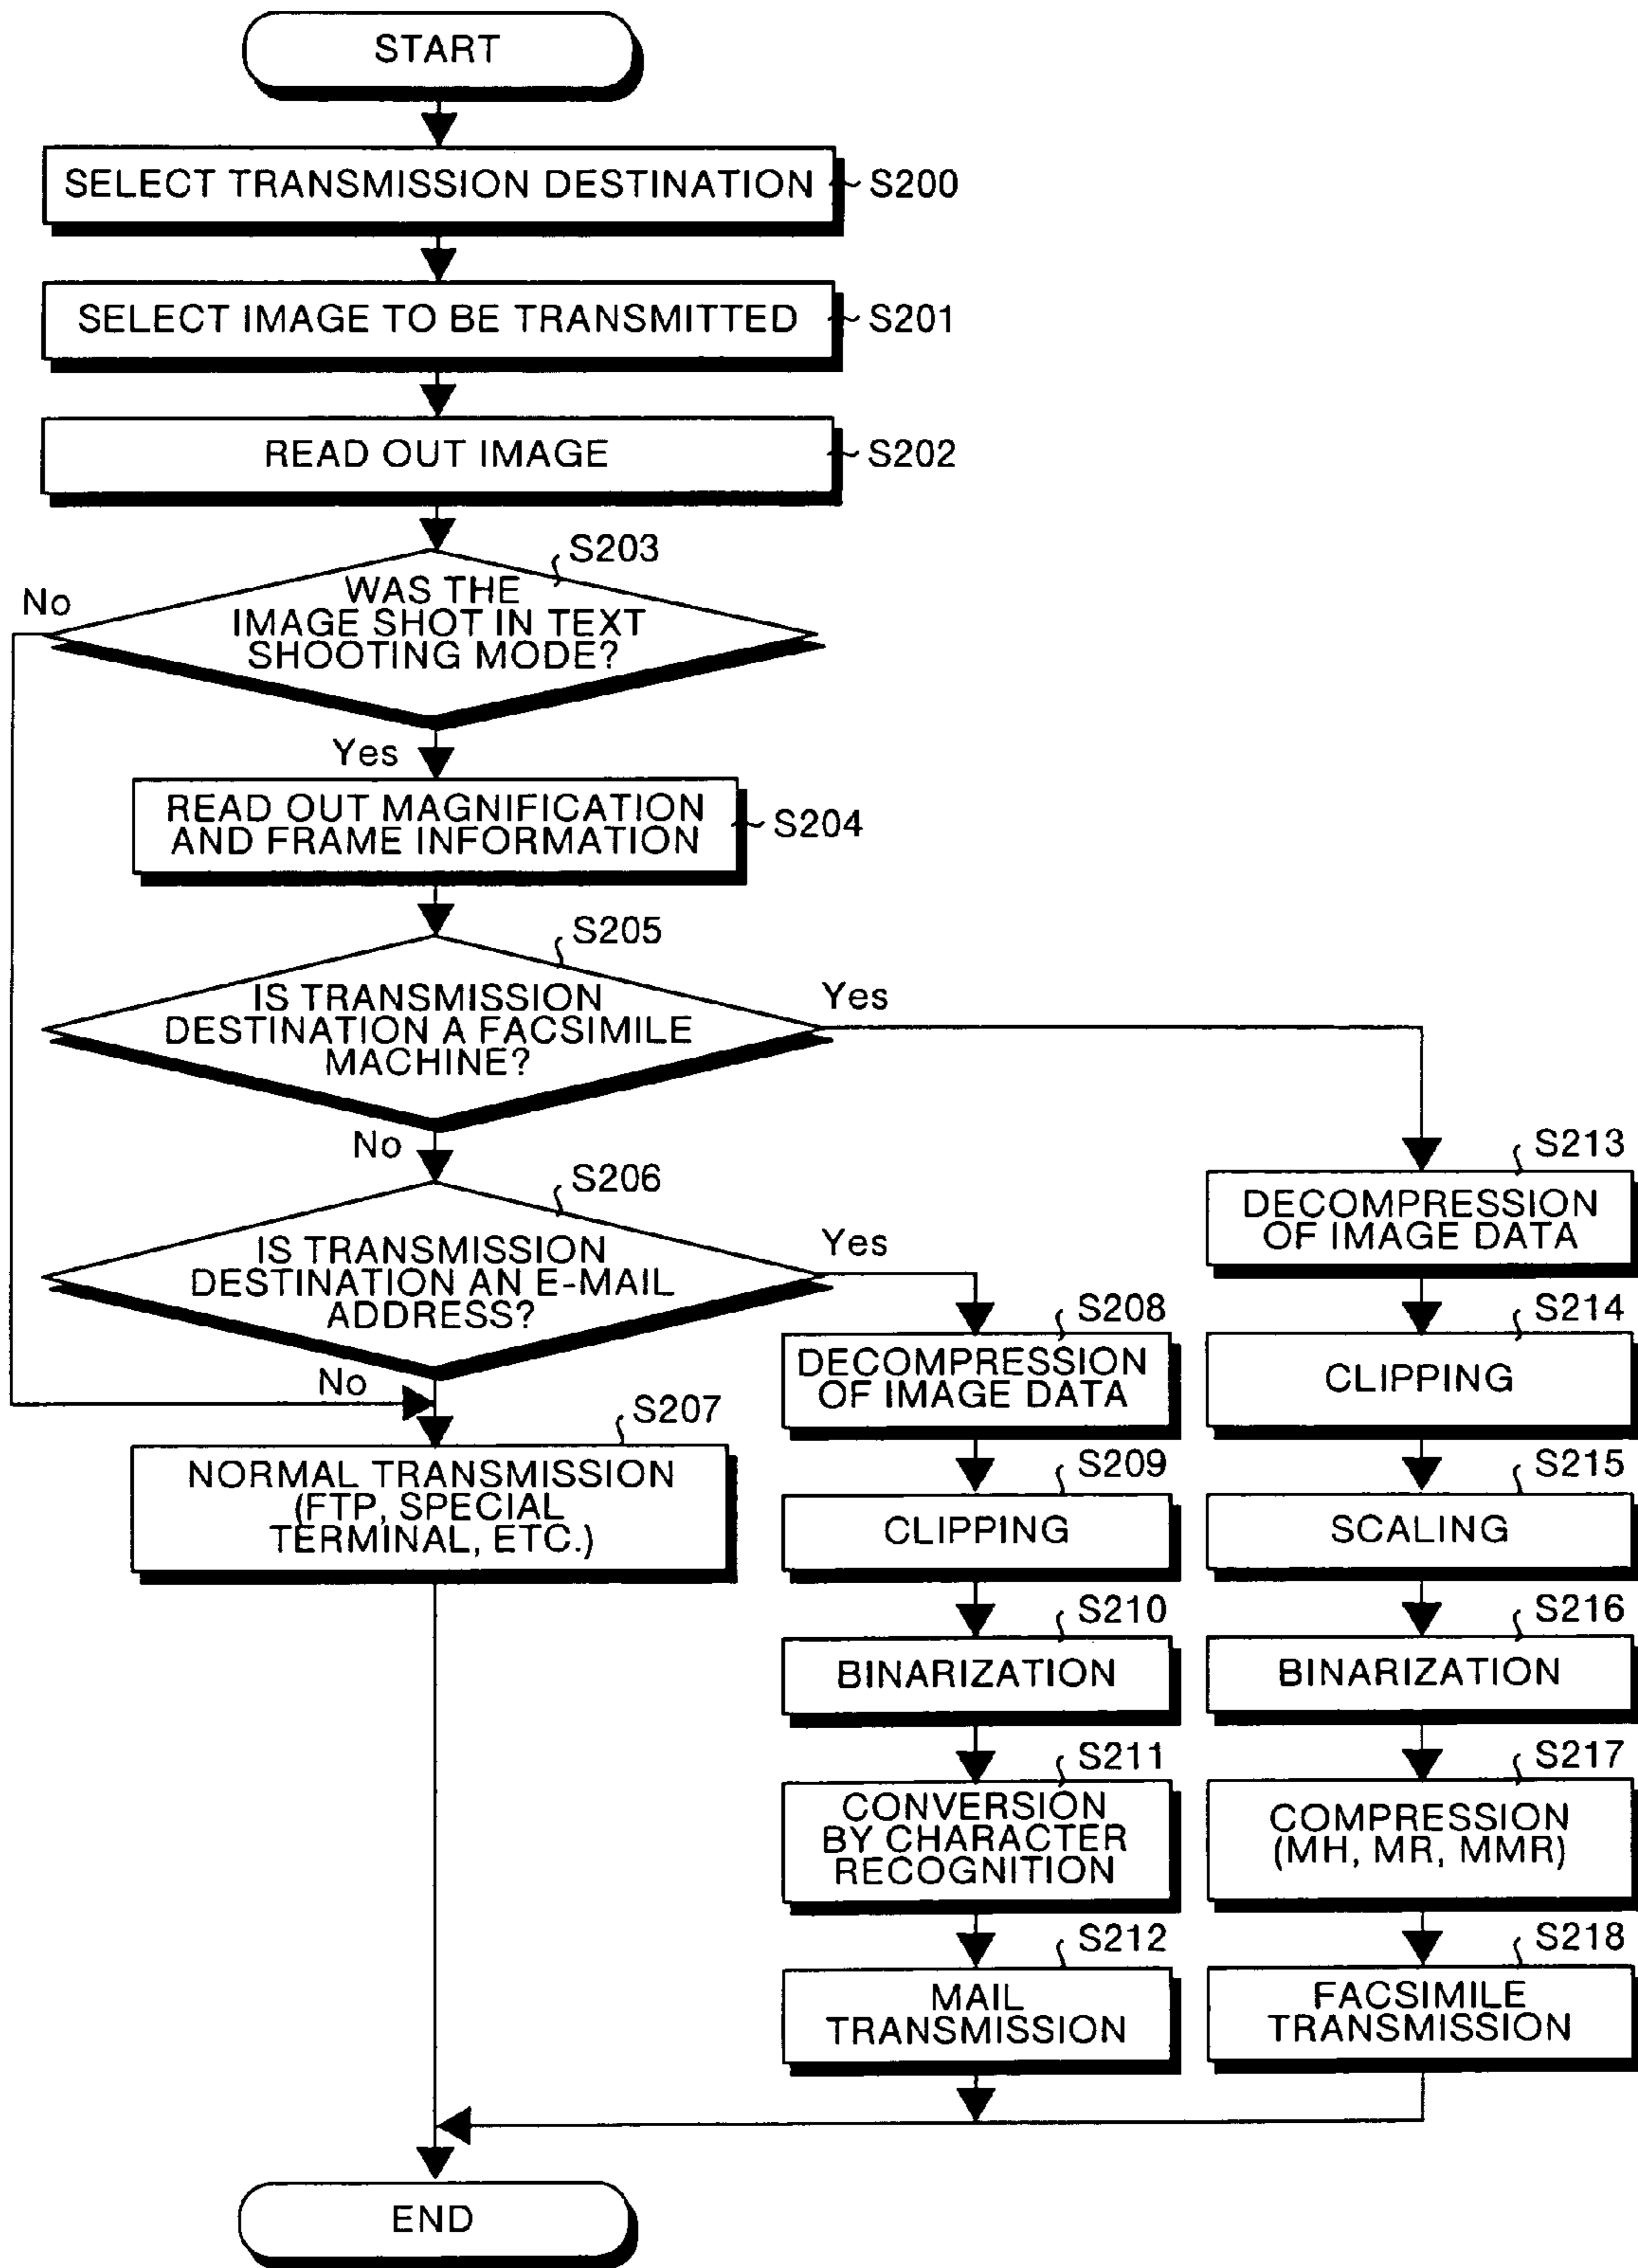 START
SELECT TRANSMISSION DESTINATION
S200
SELECT IMAGE TO BE TRANSMITTED
S201
READ OUT IMAGE
S202
S203
WAS THE
IMAGE SHOT IN TEXT
SHOOTING MODE?
No
Yes
READ OUT MAGNIFICATION
AND FRAME INFORMATION
S204
S205
IS TRANSMISSION
DESTINATION A FACSIMILE
MACHINE?
Yes
No
S206
IS TRANSMISSION
DESTINATION AN E-MAIL
ADDRESS?
Yes
No
S207
NORMAL TRANSMISSION
(FTP, SPECIAL
TERMINAL, ETC.)
S208
DECOMPRESSION
OF IMAGE DATA
S209
CLIPPING
S210
BINARIZATION
S211
CONVERSION
BY CHARACTER
RECOGNITION
S212
MAIL
TRANSMISSION
S213
DECOMPRESSION
OF IMAGE DATA
S214
CLIPPING
S215
SCALING
S216
BINARIZATION
S217
COMPRESSION
(MH, MR, MMR)
S218
FACSIMILE
TRANSMISSION
END